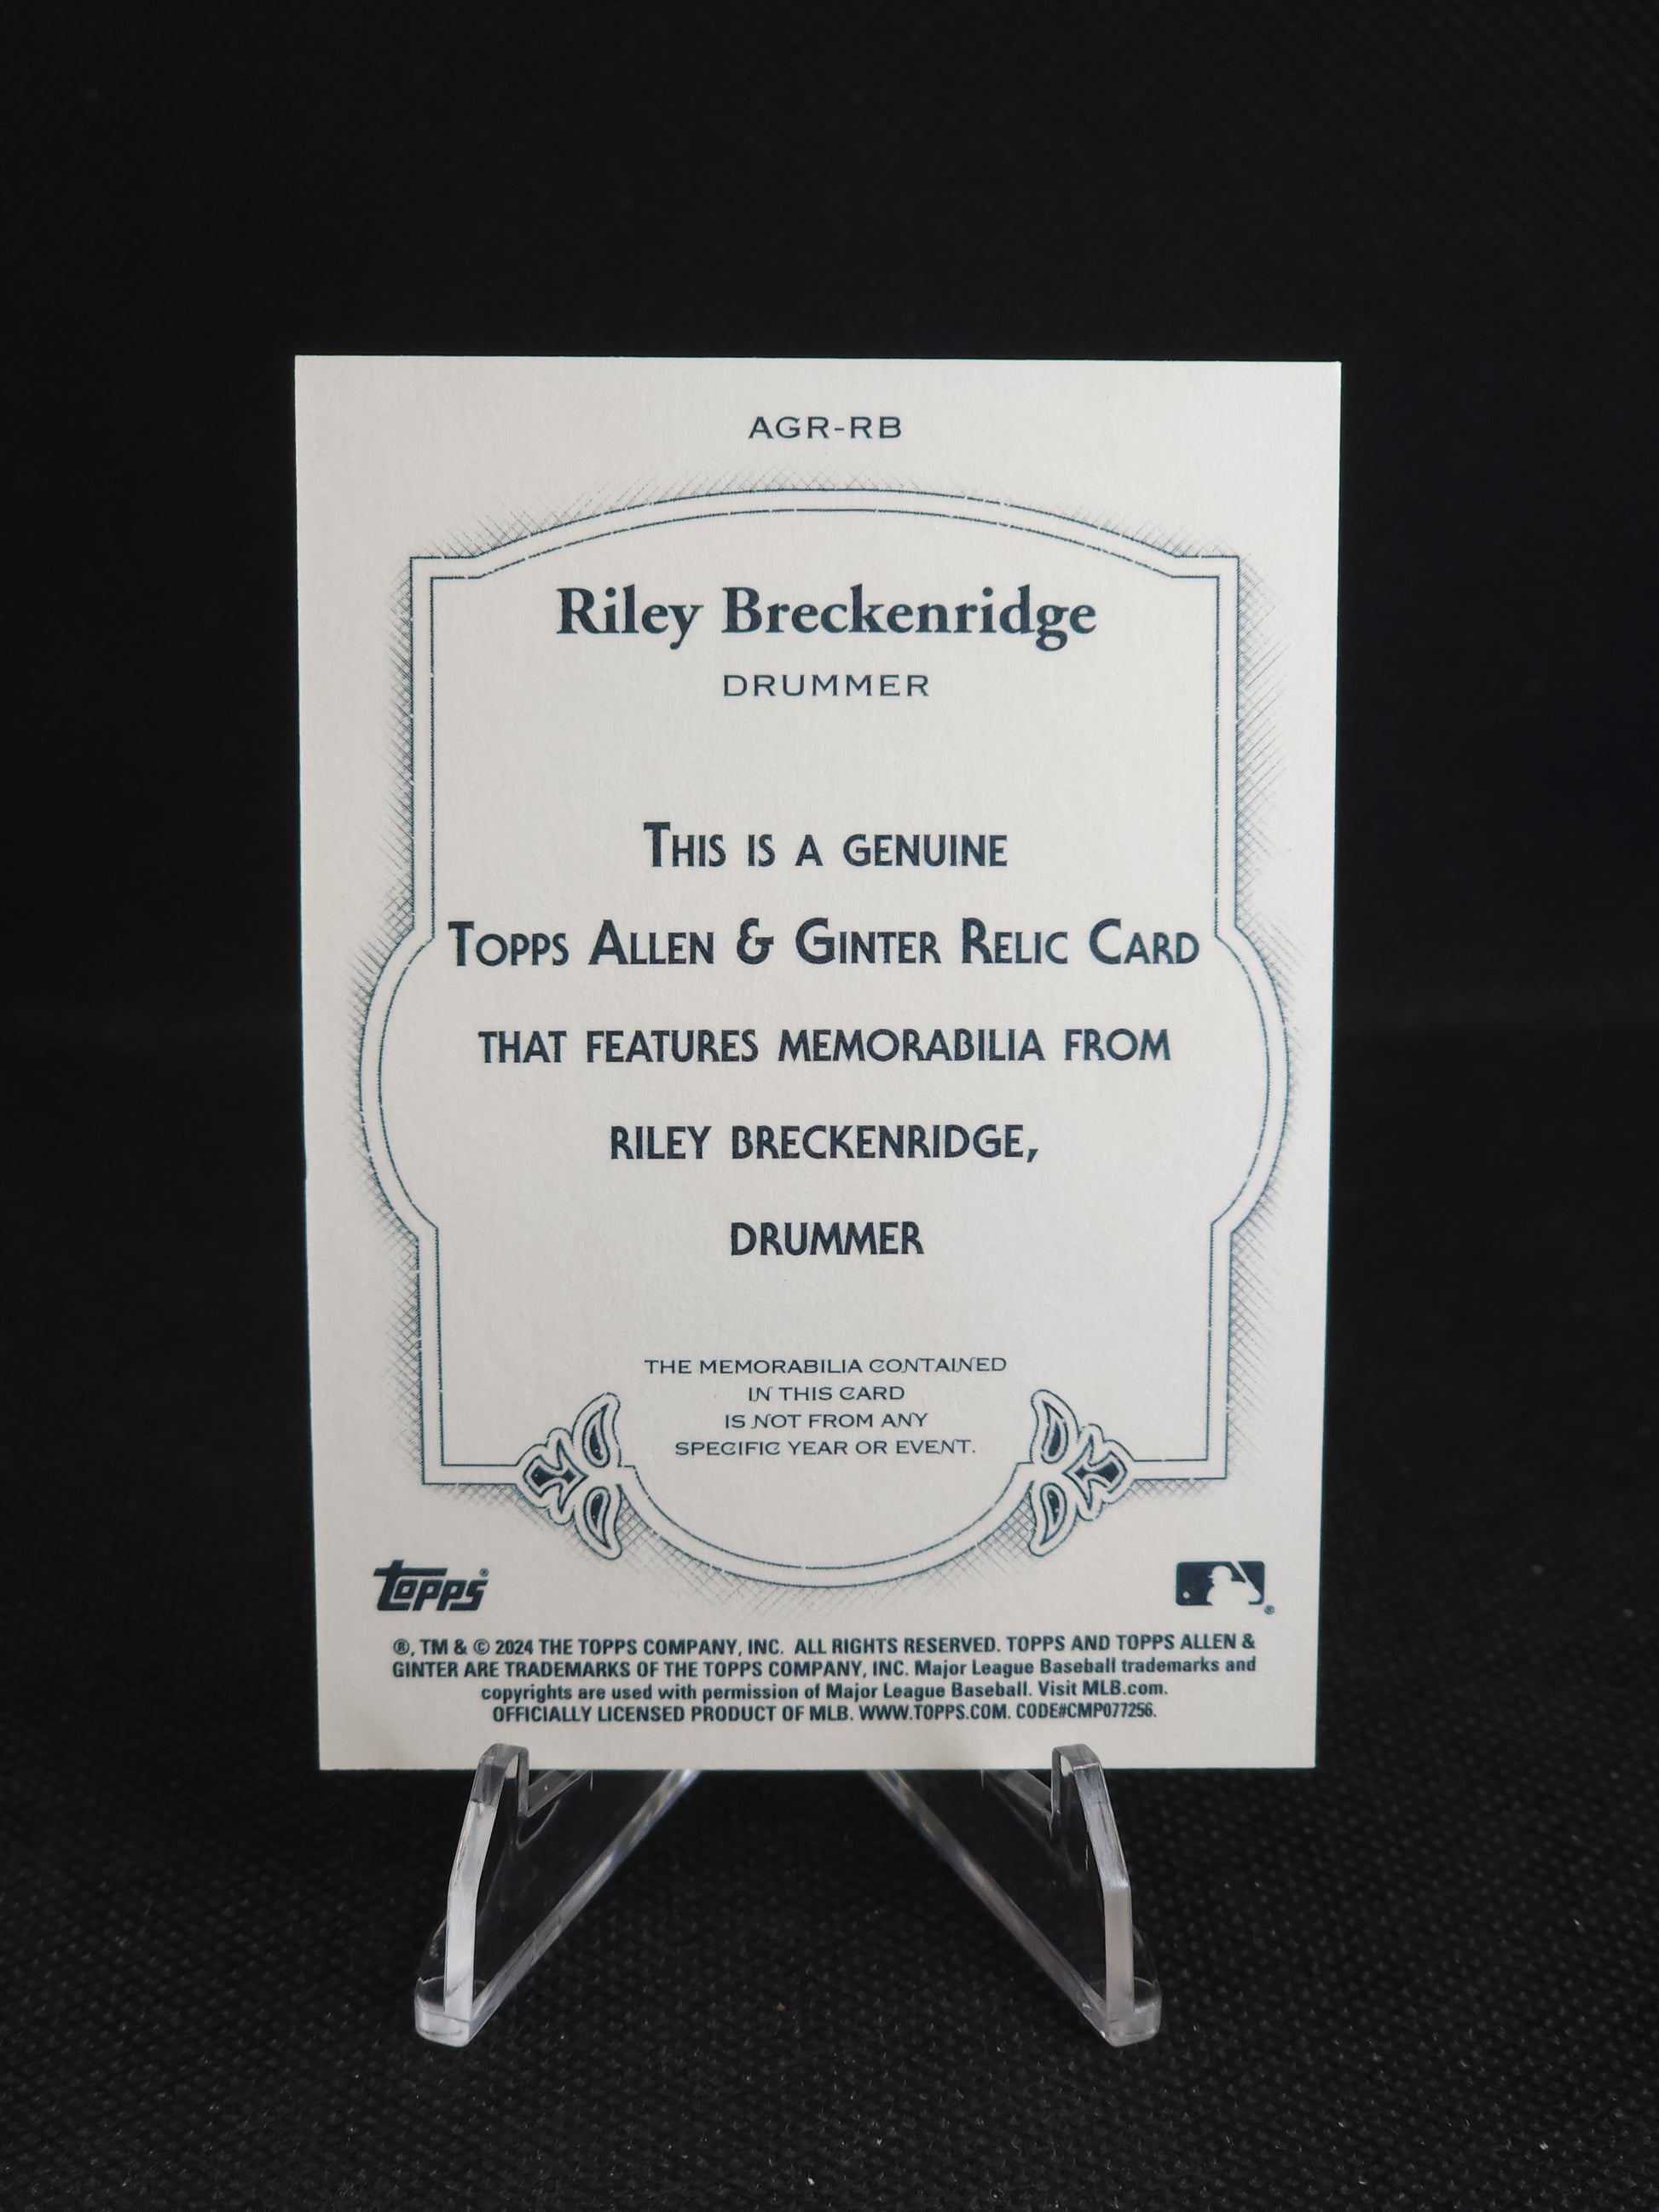 AGR-RB
Riley Breckenridge
DRUMMER
THIS IS A GENUINE
TOPPS ALLEN & GINTER RELIC CARD
THAT FEATURES MEMORABILIA FROM
RILEY BRECKENRIDGE,
DRUMMER
THE MEMORABILIA CONTAINED
IN THIS CARD
IS NOT FROM ANY
SPECIFIC YEAR OR EVENT.
topps®
®
®, TM & © 2024 THE TOPPS COMPANY, INC. ALL RIGHTS RESERVED. TOPPS AND TOPPS ALLEN &
GINTER ARE TRADEMARKS OF THE TOPPS COMPANY, INC. Major League Baseball trademarks and
copyrights are used with permission of Major League Baseball. Visit MLB.com.
OFFICIALLY LICENSED PRODUCT OF MLB. WWW.TOPPS.COM. CODE#CMP077256.